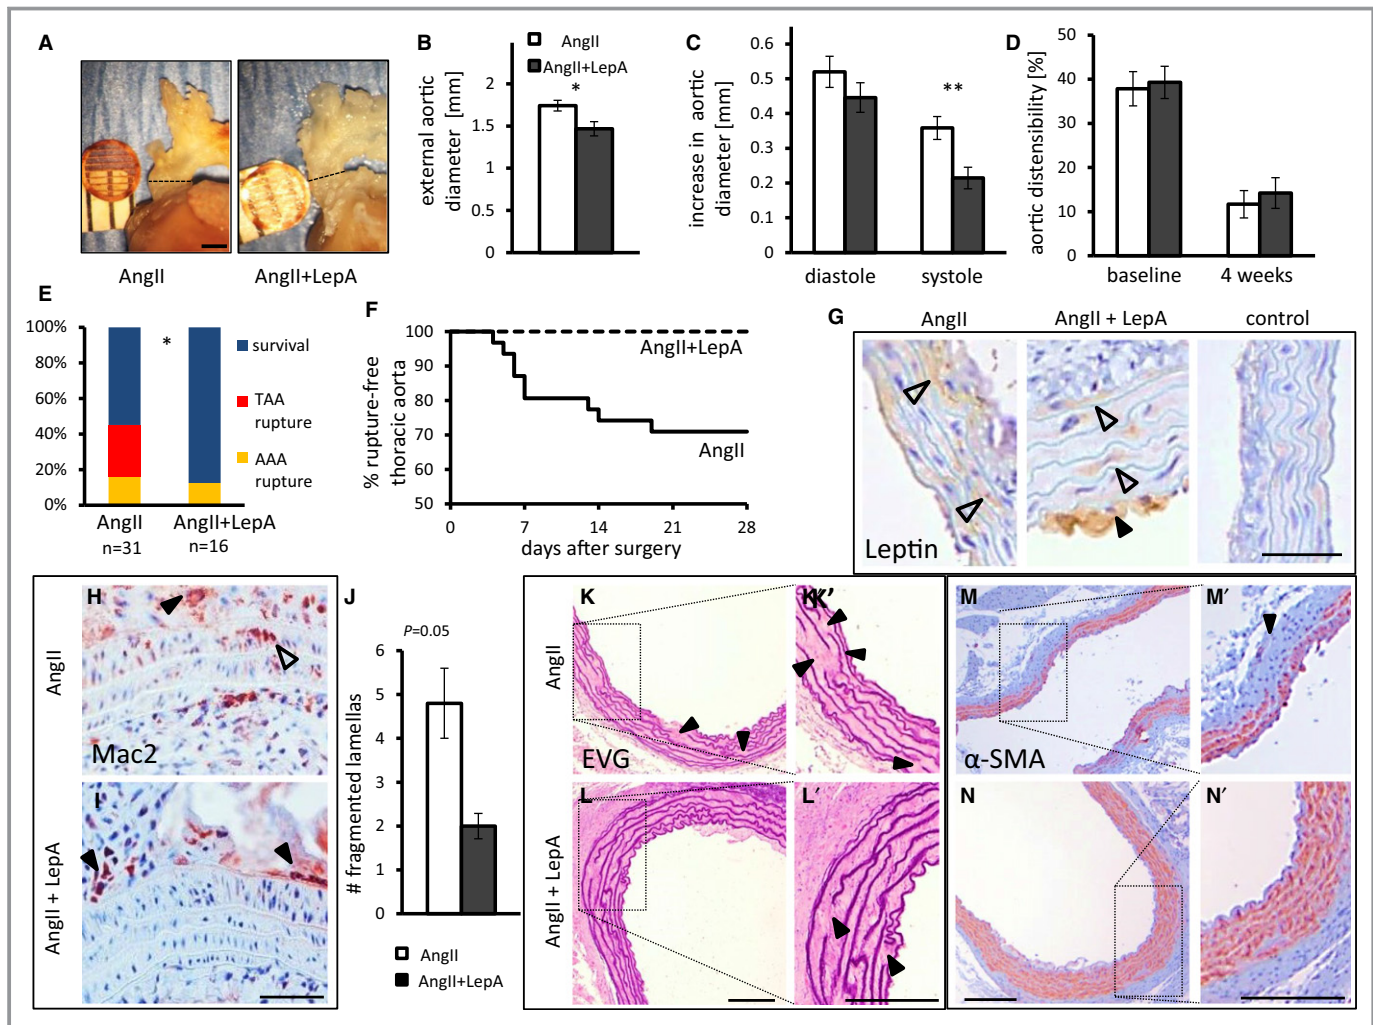 A
AngII
AngII+LepA
B
AngII
AngII+LepA
*
external aortic
diameter [mm]
2
1.5
1
0.5
0
C
increase in aortic
diameter [mm]
0.6
0.5
0.4
0.3
0.2
0.1
0
**
diastole
systole
D
aortic distensibility [%]
50
40
30
20
10
0
baseline
4 weeks
E
100%
80%
60%
40%
20%
0%
*
survival
TAA
rupture
AAA
rupture
AngII
n=31
AngII+LepA
n=16
F
% rupture-free
thoracic aorta
100
90
80
70
60
50
AngII+LepA
AngII
0
7
14
21
28
days after surgery
G
AngII
AngII + LepA
control
Leptin
H
AngII
Mac2
I
AngII + LepA
J
P=0.05
# fragmented lamellas
6
5
4
3
2
1
0
AngII
AngII+LepA
K
K’
AngII
EVG
L
L′
AngII + LepA
M
M′
α-SMA
N
N′